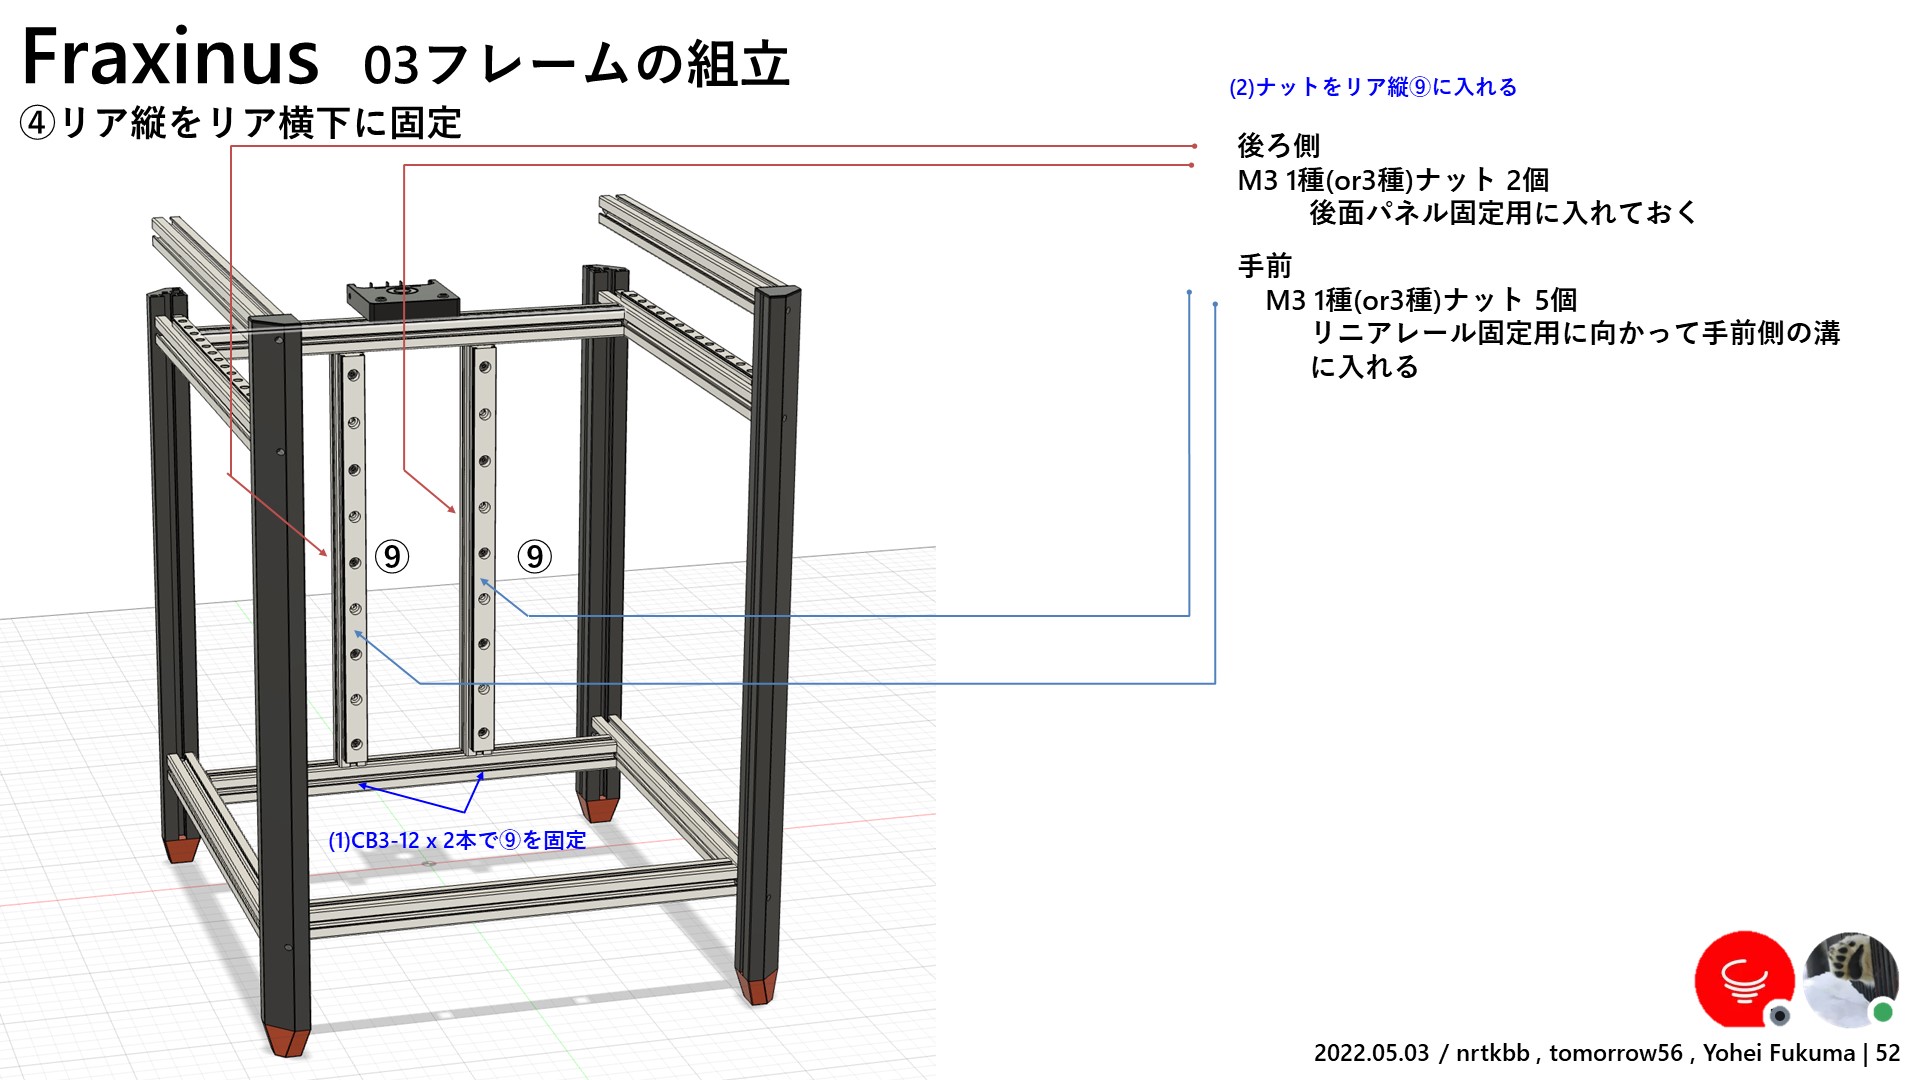 Fraxinus 03フレームの組立
④リア縦をリア横下に固定
(2)ナットをリア縦⑨に入れる
後ろ側
M3 1種(or3種)ナット 2個
後面パネル固定用に入れておく
手前
M3 1種(or3種)ナット 5個
リニアレール固定用に向かって手前側の溝
に入れる
⑨
⑨
(1)CB3-12 x 2本で⑨を固定
2022.05.03 / nrtkbb , tomorrow56 , Yohei Fukuma | 52